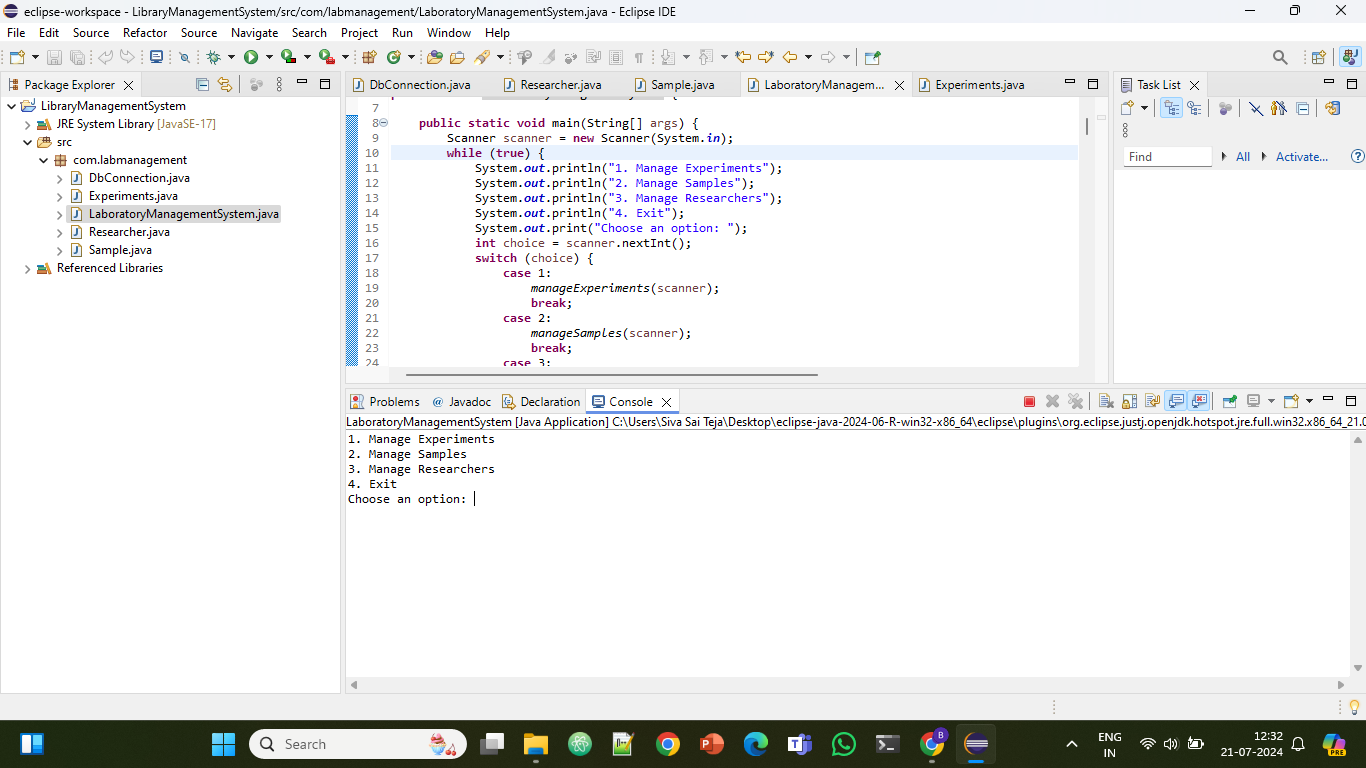 eclipse-workspace - LibraryManagementSystem/src/com/labmanagement/LaboratoryManagementSystem.java - Eclipse IDE
File Edit Source Refactor Source Navigate Search Project Run Window Help
Package Explorer
LibraryManagementSystem
JRE System Library [JavaSE-17]
src
com.labmanagement
DbConnection.java
Experiments.java
LaboratoryManagementSystem.java
Researcher.java
Sample.java
Referenced Libraries
DbConnection.java Researcher.java Sample.java LaboratoryManagem... Experiments.java
7
8 public static void main(String[] args) {
9 Scanner scanner = new Scanner(System.in);
10 while (true) {
11 System.out.println("1. Manage Experiments");
12 System.out.println("2. Manage Samples");
13 System.out.println("3. Manage Researchers");
14 System.out.println("4. Exit");
15 System.out.print("Choose an option: ");
16 int choice = scanner.nextInt();
17 switch (choice) {
18 case 1:
19 manageExperiments(scanner);
20 break;
21 case 2:
22 manageSamples(scanner);
23 break;
24 case 3:
Task List
Find All Activate...
Problems @ Javadoc Declaration Console
LaboratoryManagementSystem [Java Application] C:\Users\Siva Sai Teja\Desktop\eclipse-java-2024-06-R-win32-x86_64\eclipse\plugins\org.eclipse.justj.openjdk.hotspot.jre.full.win32.x86_64_21.0
1. Manage Experiments
2. Manage Samples
3. Manage Researchers
4. Exit
Choose an option:
Search
ENG
IN
12:32
21-07-2024
PRE